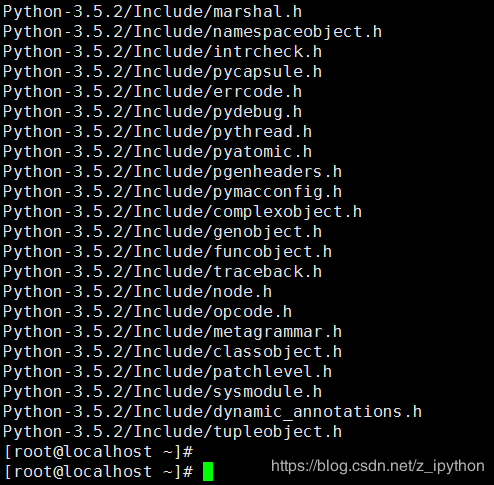 Python-3.5.2/Include/marshal.h
Python-3.5.2/Include/namespaceobject.h
Python-3.5.2/Include/intrcheck.h
Python-3.5.2/Include/pycapsule.h
Python-3.5.2/Include/errcode.h
Python-3.5.2/Include/pydebug.h
Python-3.5.2/Include/pythread.h
Python-3.5.2/Include/pyatomic.h
Python-3.5.2/Include/pgenheaders.h
Python-3.5.2/Include/pymacconfig.h
Python-3.5.2/Include/complexobject.h
Python-3.5.2/Include/genobject.h
Python-3.5.2/Include/funcobject.h
Python-3.5.2/Include/traceback.h
Python-3.5.2/Include/node.h
Python-3.5.2/Include/opcode.h
Python-3.5.2/Include/metagrammar.h
Python-3.5.2/Include/classobject.h
Python-3.5.2/Include/patchlevel.h
Python-3.5.2/Include/sysmodule.h
Python-3.5.2/Include/dynamic_annotations.h
Python-3.5.2/Include/tupleobject.h
[root@localhost ~]#
[root@localhost ~]#
https://blog.csdn.net/z_ipython